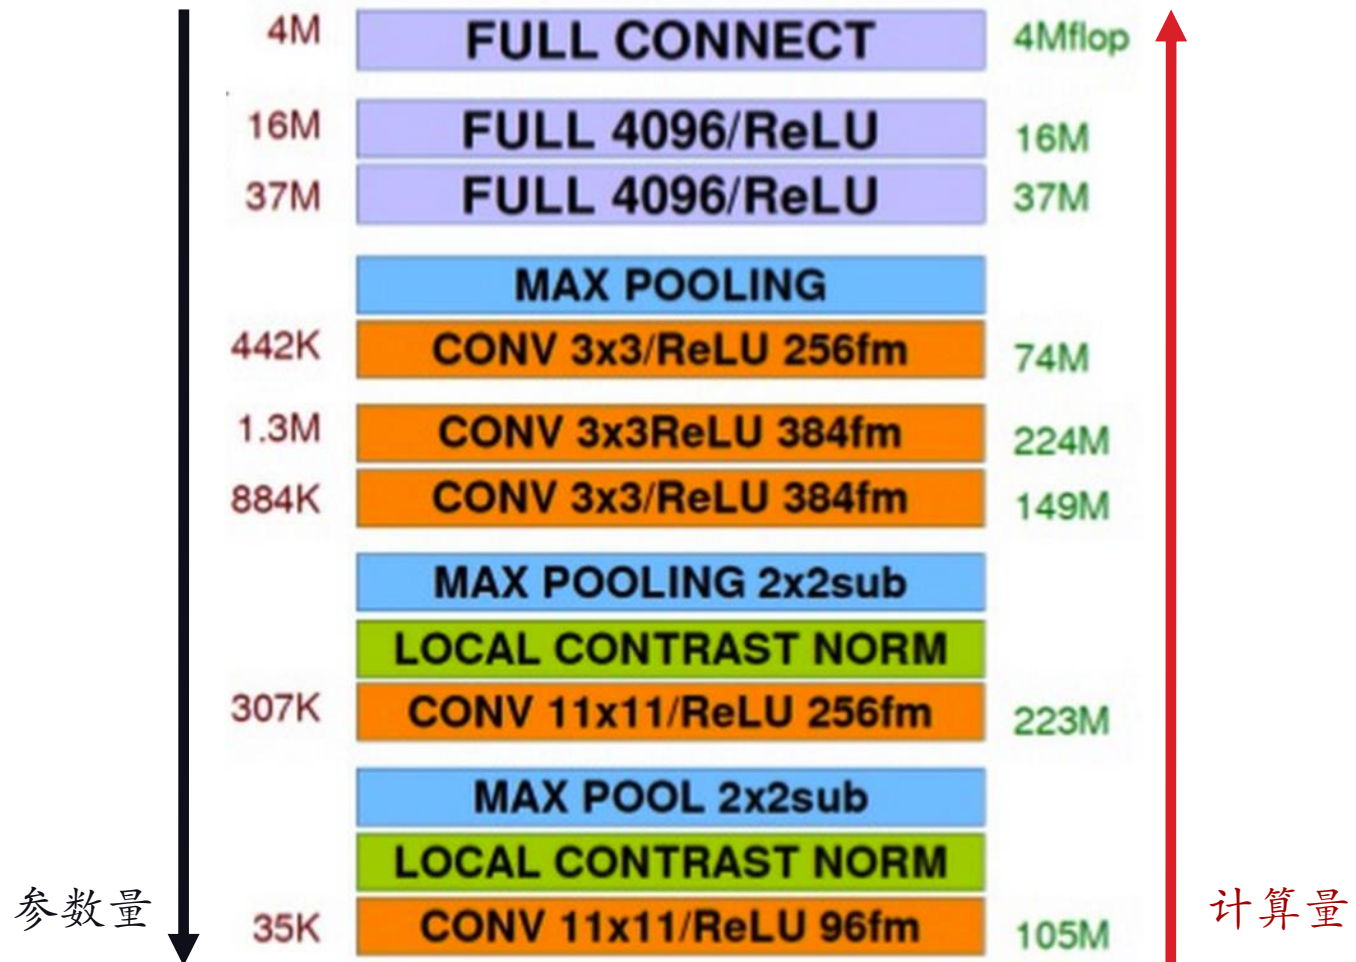 4M FULL CONNECT 4Mflop
16M FULL 4096/ReLU 16M
37M FULL 4096/ReLU 37M
MAX POOLING
442K CONV 3x3/ReLU 256fm 74M
1.3M CONV 3x3ReLU 384fm 224M
884K CONV 3x3/ReLU 384fm 149M
MAX POOLING 2x2sub
LOCAL CONTRAST NORM
307K CONV 11x11/ReLU 256fm 223M
MAX POOL 2x2sub
LOCAL CONTRAST NORM
35K CONV 11x11/ReLU 96fm 105M
参数量
计算量